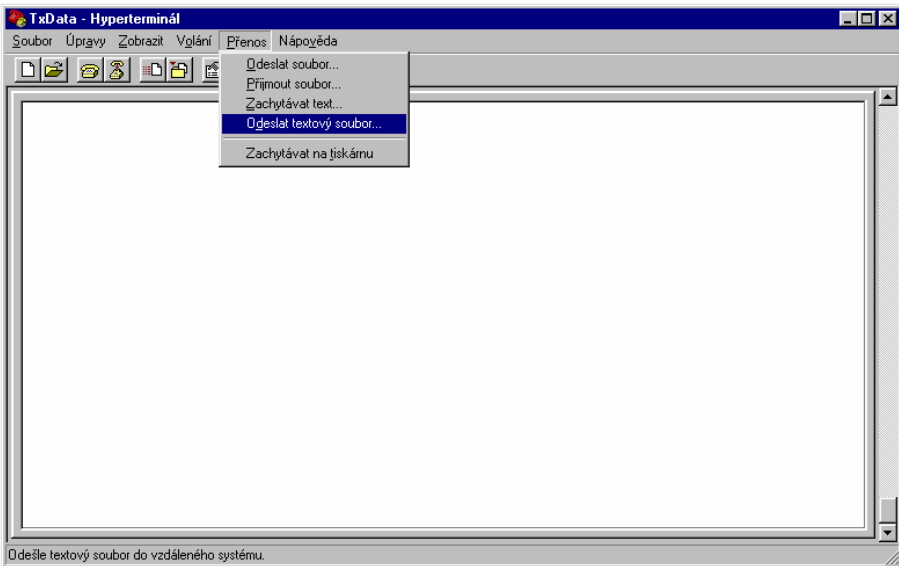 TxData - Hyperterminál
Soubor Úpravy Zobrazit Volání Přenos Nápověda
Odeslat soubor...
Přijmout soubor...
Zachytávat text...
Odeslat textový soubor...
Zachytávat na tiskárnu
Odešle textový soubor do vzdáleného systému.